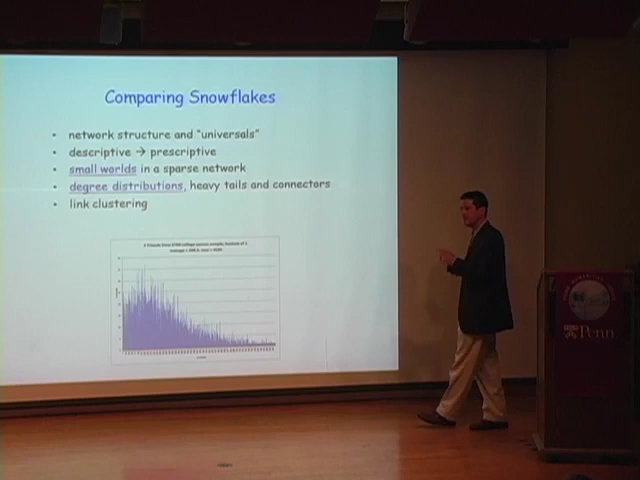 Comparing Snowflakes
• network structure and "universals"
• descriptive → prescriptive
• small worlds in a sparse network
• degree distributions, heavy tails and connectors
• link clustering
Penn